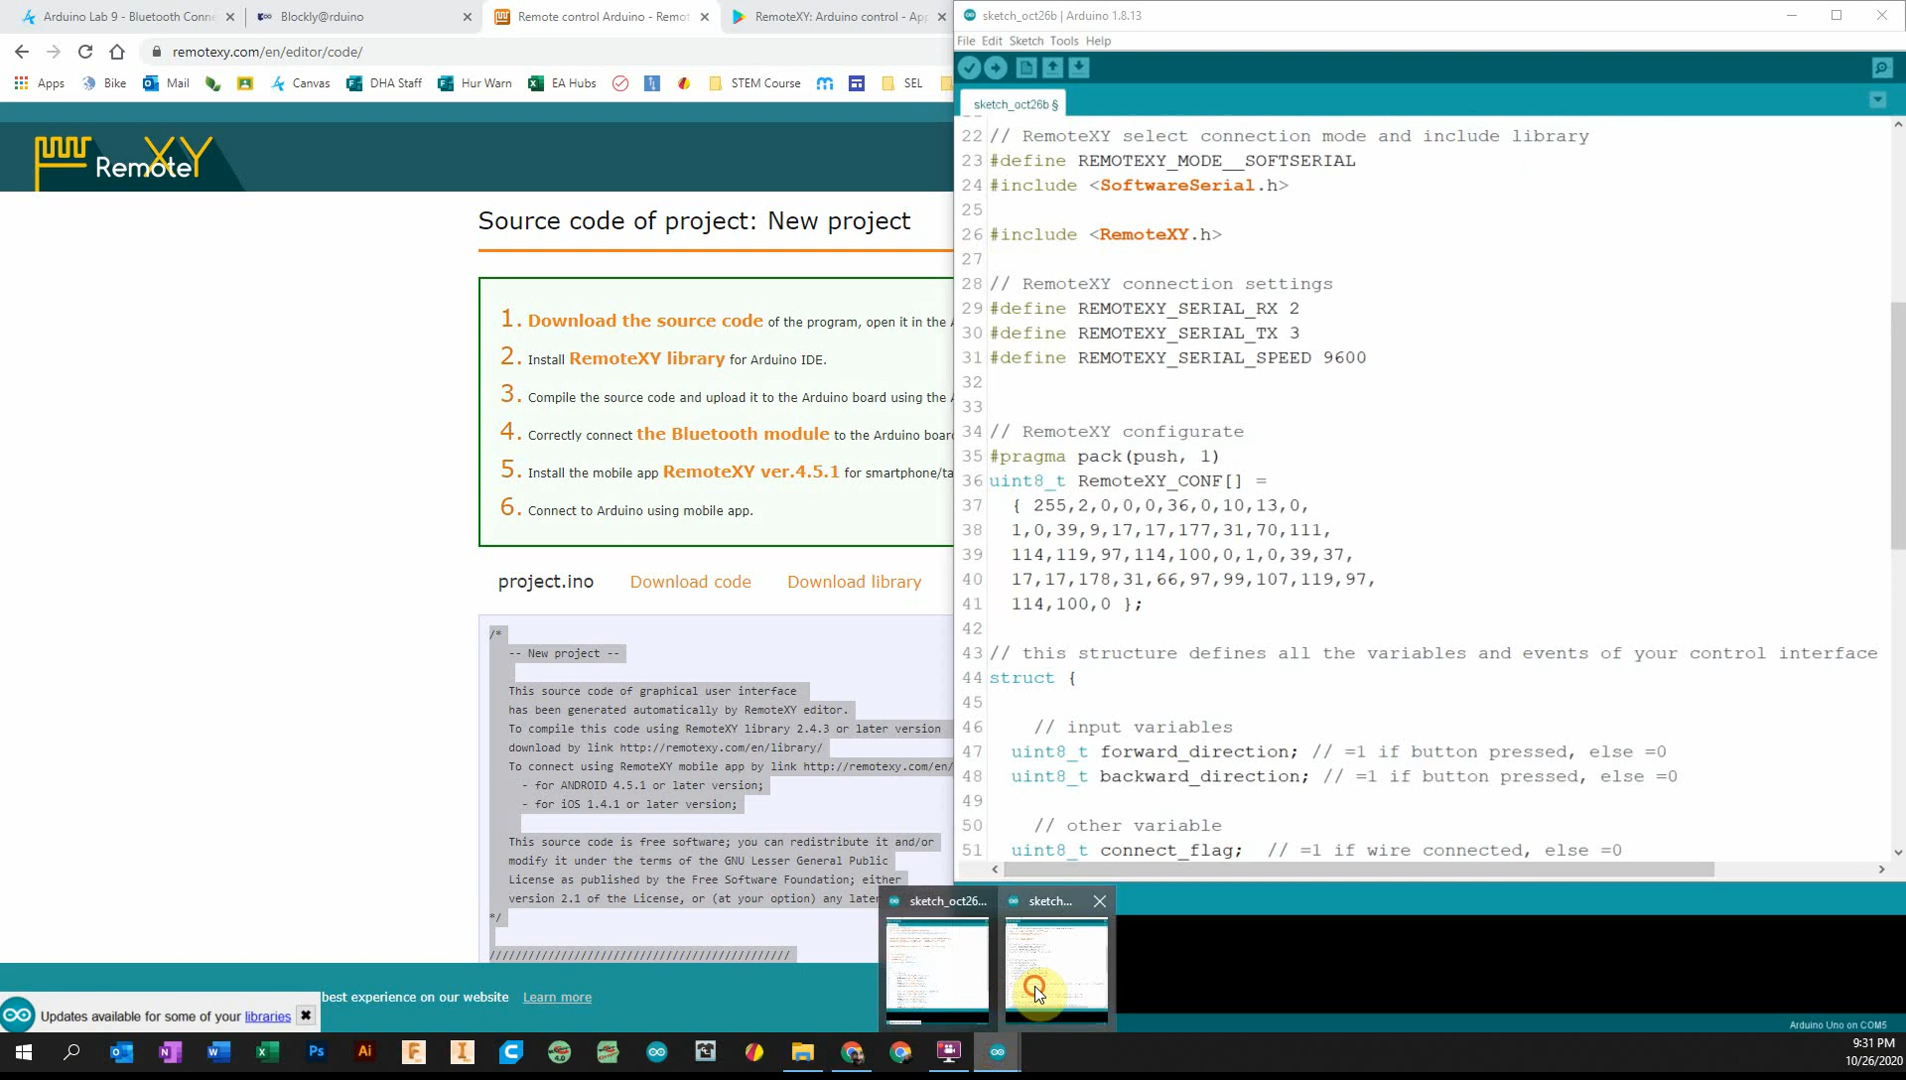 Arduino Lab 9 - Bluetooth Conne
Blockly@rduino
Remote control Arduino - Remot
RemoteXY: Arduino control - App
remotexy.com/en/editor/code/
Apps
Bike
Mail
Canvas
DHA Staff
Hur Warn
EA Hubs
STEM Course
SEL
RemoteXY
Source code of project: New project
1. Download the source code of the program, open it in the A
2. Install RemoteXY library for Arduino IDE.
3. Compile the source code and upload it to the Arduino board using the A
4. Correctly connect the Bluetooth module to the Arduino boar
5. Install the mobile app RemoteXY ver.4.5.1 for smartphone/ta
6. Connect to Arduino using mobile app.
project.ino
Download code
Download library
/*
-- New project --
This source code of graphical user interface
has been generated automatically by RemoteXY editor.
To compile this code using RemoteXY library 2.4.3 or later version
download by link http://remotexy.com/en/library/
To connect using RemoteXY mobile app by link http://remotexy.com/en/
- for ANDROID 4.5.1 or later version;
- for iOS 1.4.1 or later version;
This source code is free software; you can redistribute it and/or
modify it under the terms of the GNU Lesser General Public
License as published by the Free Software Foundation; either
version 2.1 of the License, or (at your option) any later
*/
//////////////////////////////////////////////
best experience on our website
Learn more
Updates available for some of your libraries
sketch_oct26b | Arduino 1.8.13
File Edit Sketch Tools Help
sketch_oct26b §
22 // RemoteXY select connection mode and include library
23 #define REMOTEXY_MODE__SOFTSERIAL
24 #include <SoftwareSerial.h>
25
26 #include <RemoteXY.h>
27
28 // RemoteXY connection settings
29 #define REMOTEXY_SERIAL_RX 2
30 #define REMOTEXY_SERIAL_TX 3
31 #define REMOTEXY_SERIAL_SPEED 9600
32
33
34 // RemoteXY configurate
35 #pragma pack(push, 1)
36 uint8_t RemoteXY_CONF[] =
37 { 255,2,0,0,0,36,0,10,13,0,
38 1,0,39,9,17,17,177,31,70,111,
39 114,119,97,114,100,0,1,0,39,37,
40 17,17,178,31,66,97,99,107,119,97,
41 114,100,0 };
42
43 // this structure defines all the variables and events of your control interface
44 struct {
45
46 // input variables
47 uint8_t forward_direction; // =1 if button pressed, else =0
48 uint8_t backward_direction; // =1 if button pressed, else =0
49
50 // other variable
51 uint8_t connect_flag; // =1 if wire connected, else =0
sketch_oct26...
sketch...
Arduino Uno on COM5
9:31 PM
10/26/2020